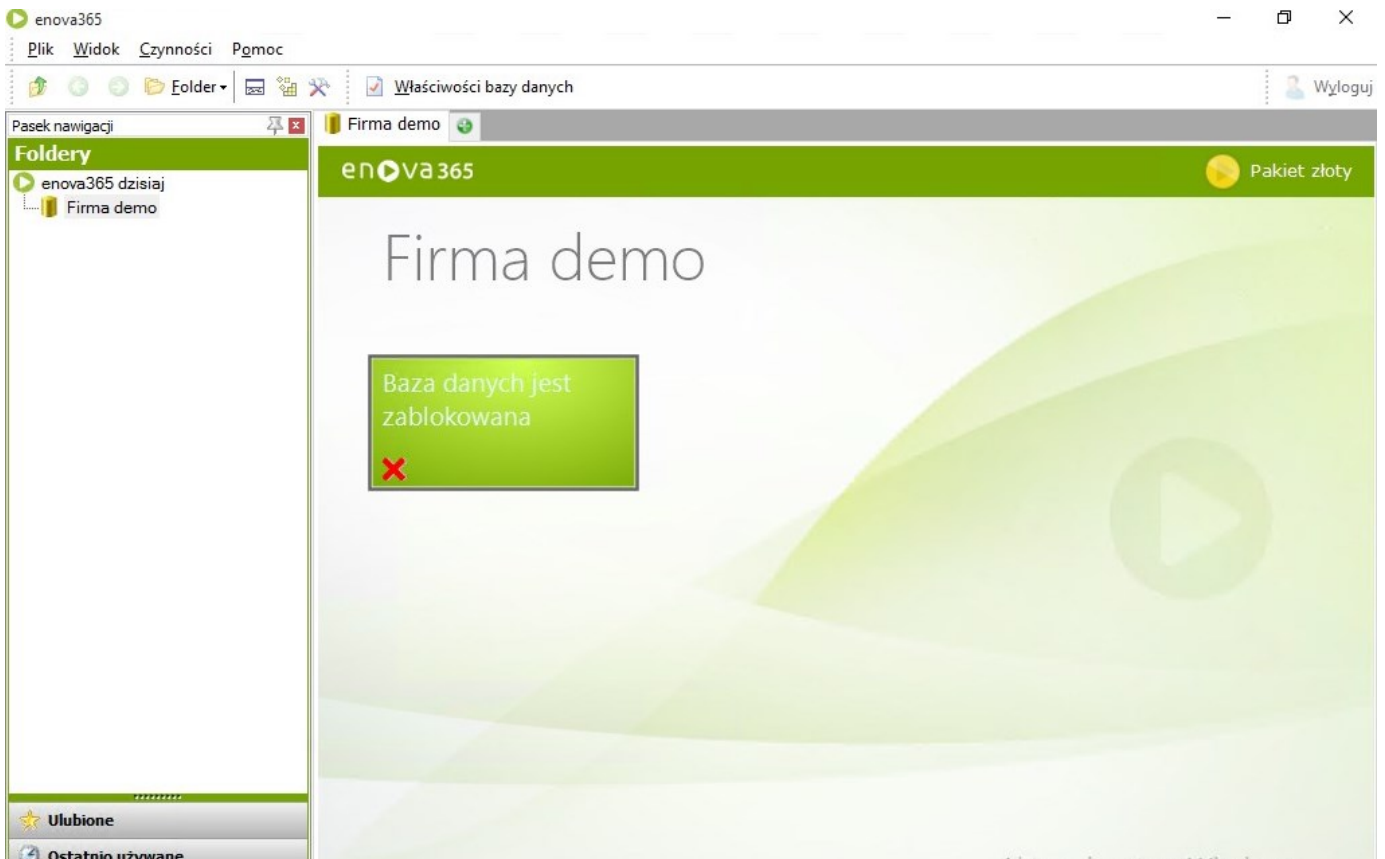 enova365
Plik Widok Czynności Pomoc
Folder Właściwości bazy danych Wyloguj
Pasek nawigacji
Firma demo
Foldery
enova365 dzisiaj
Firma demo
enova365
Pakiet złoty
Firma demo
Baza danych jest
zablokowana
Ulubione
Ostatnio używane